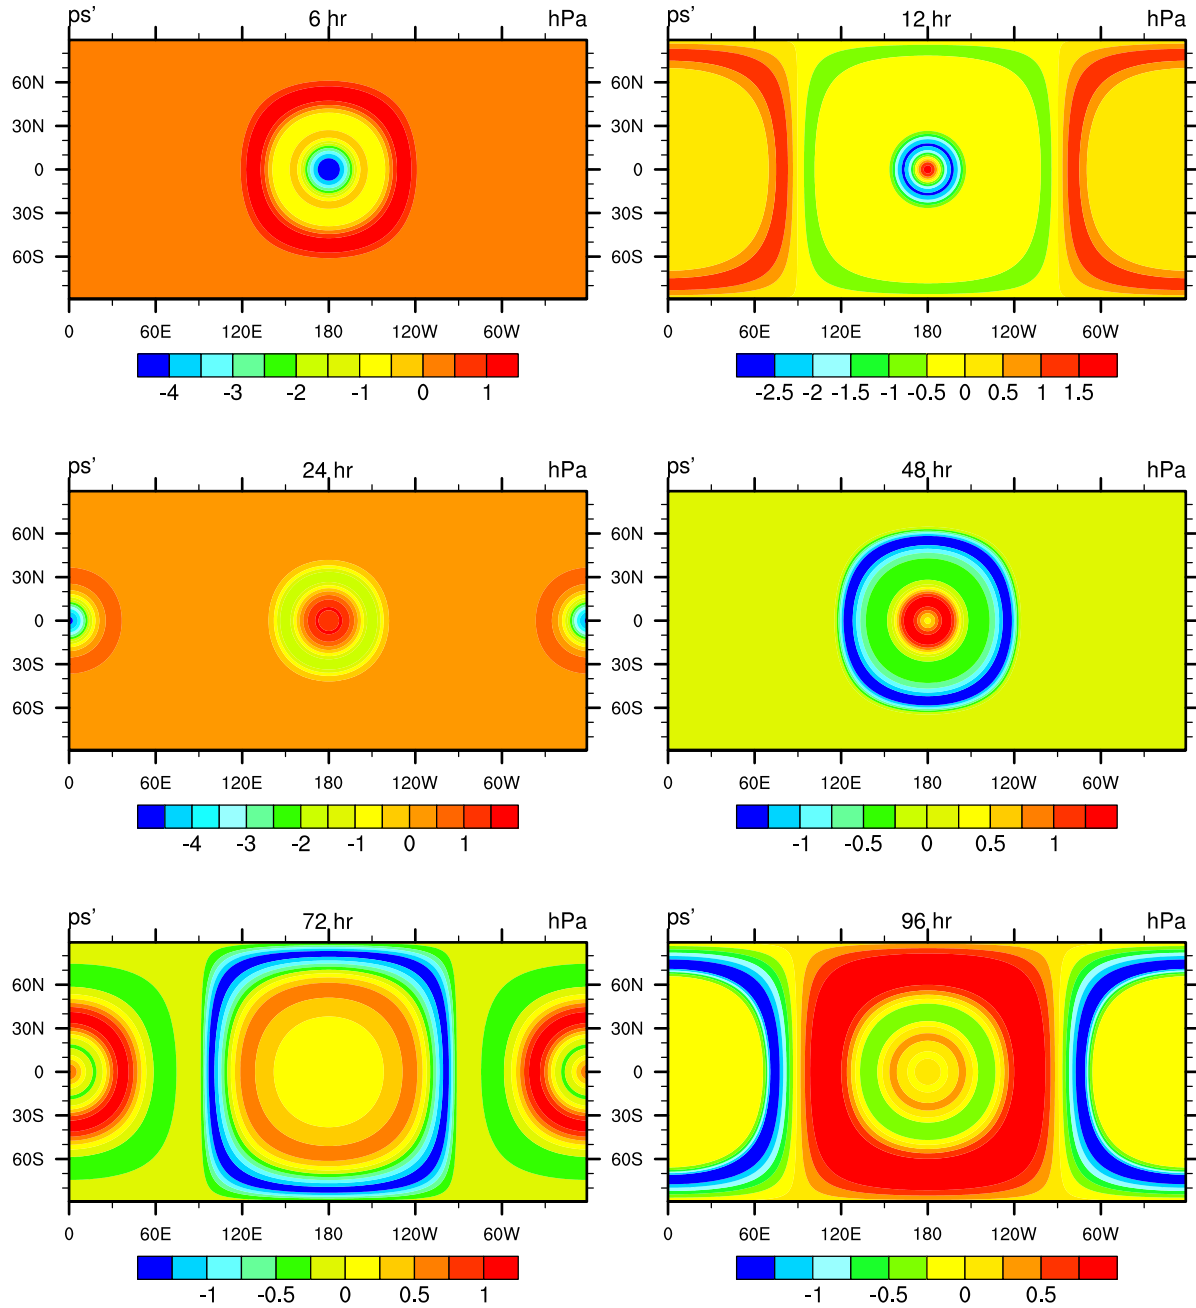 ps’ 6 hr hPa
60N
30N
0
30S
60S
0 60E 120E 180 120W 60W
-4 -3 -2 -1 0 1
ps’ 12 hr hPa
60N
30N
0
30S
60S
0 60E 120E 180 120W 60W
-2.5 -2 -1.5 -1 -0.5 0 0.5 1 1.5
ps’ 24 hr hPa
60N
30N
0
30S
60S
0 60E 120E 180 120W 60W
-4 -3 -2 -1 0 1
ps’ 48 hr hPa
60N
30N
0
30S
60S
0 60E 120E 180 120W 60W
-1 -0.5 0 0.5 1
ps’ 72 hr hPa
60N
30N
0
30S
60S
0 60E 120E 180 120W 60W
-1 -0.5 0 0.5 1
ps’ 96 hr hPa
60N
30N
0
30S
60S
0 60E 120E 180 120W 60W
-1 -0.5 0 0.5